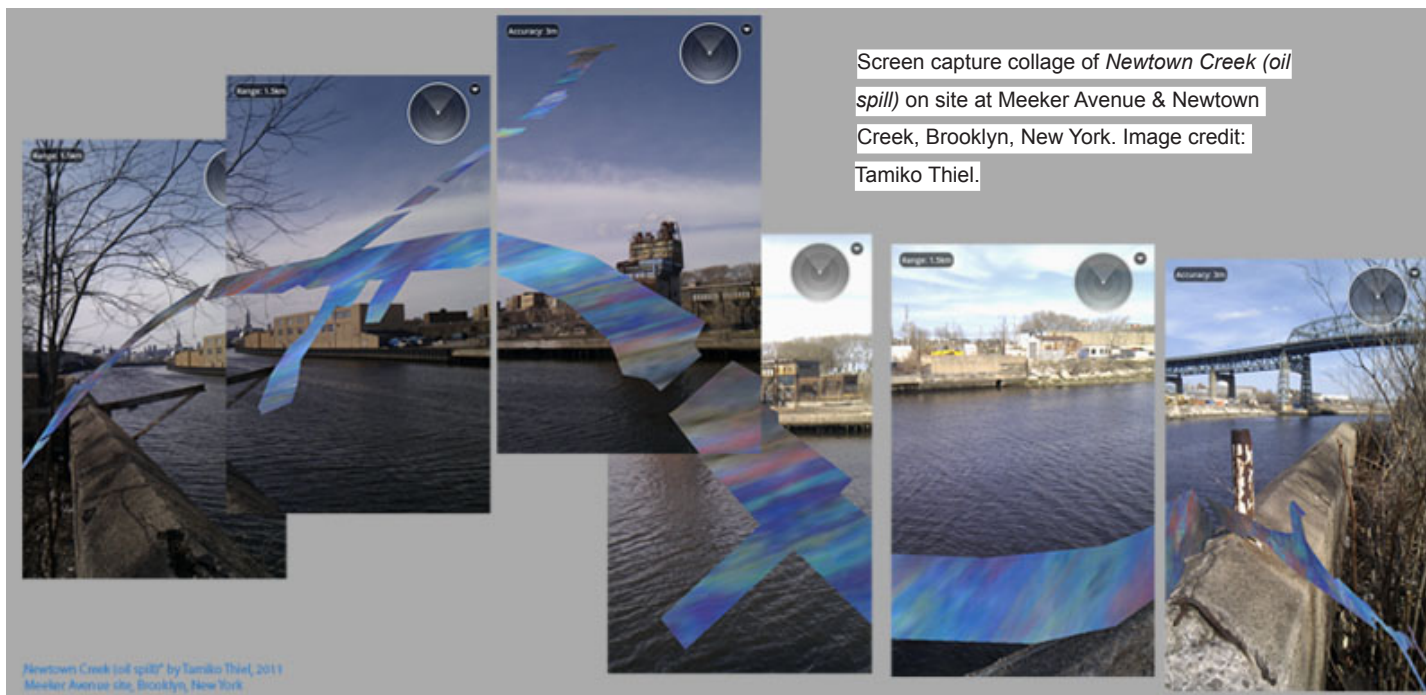 Accuracy: 3m
Range: 1.5km
Range: 1.5km
Screen capture collage of Newtown Creek (oil
spill) on site at Meeker Avenue & Newtown
Creek, Brooklyn, New York. Image credit:
Tamiko Thiel.
Range: 1.5km
Accuracy: 3m
Newtown Creek (oil spill)" by Tamiko Thiel, 2011
Meeker Avenue site, Brooklyn, New York